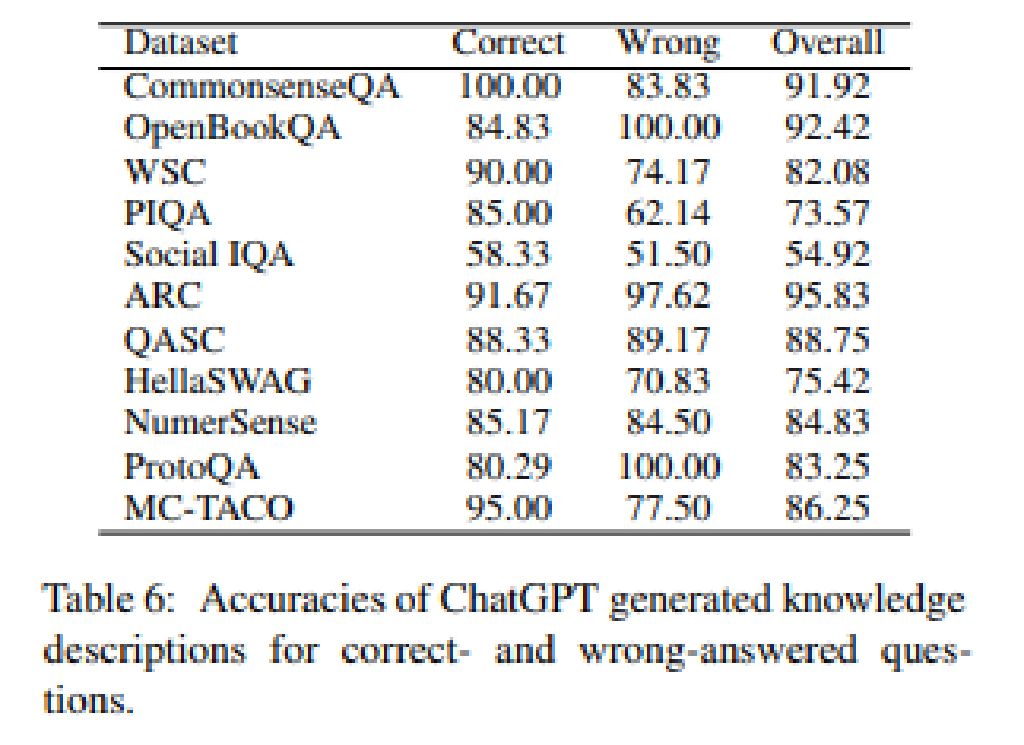 Dataset Correct Wrong Overall
CommonsenseQA 100.00 83.83 91.92
OpenBookQA 84.83 100.00 92.42
WSC 90.00 74.17 82.08
PIQA 85.00 62.14 73.57
Social IQA 58.33 51.50 54.92
ARC 91.67 97.62 95.83
QASC 88.33 89.17 88.75
HellaSWAG 80.00 70.83 75.42
NumerSense 85.17 84.50 84.83
ProtoQA 80.29 100.00 83.25
MC-TACO 95.00 77.50 86.25
Table 6: Accuracies of ChatGPT generated knowledge
descriptions for correct- and wrong-answered ques-
tions.